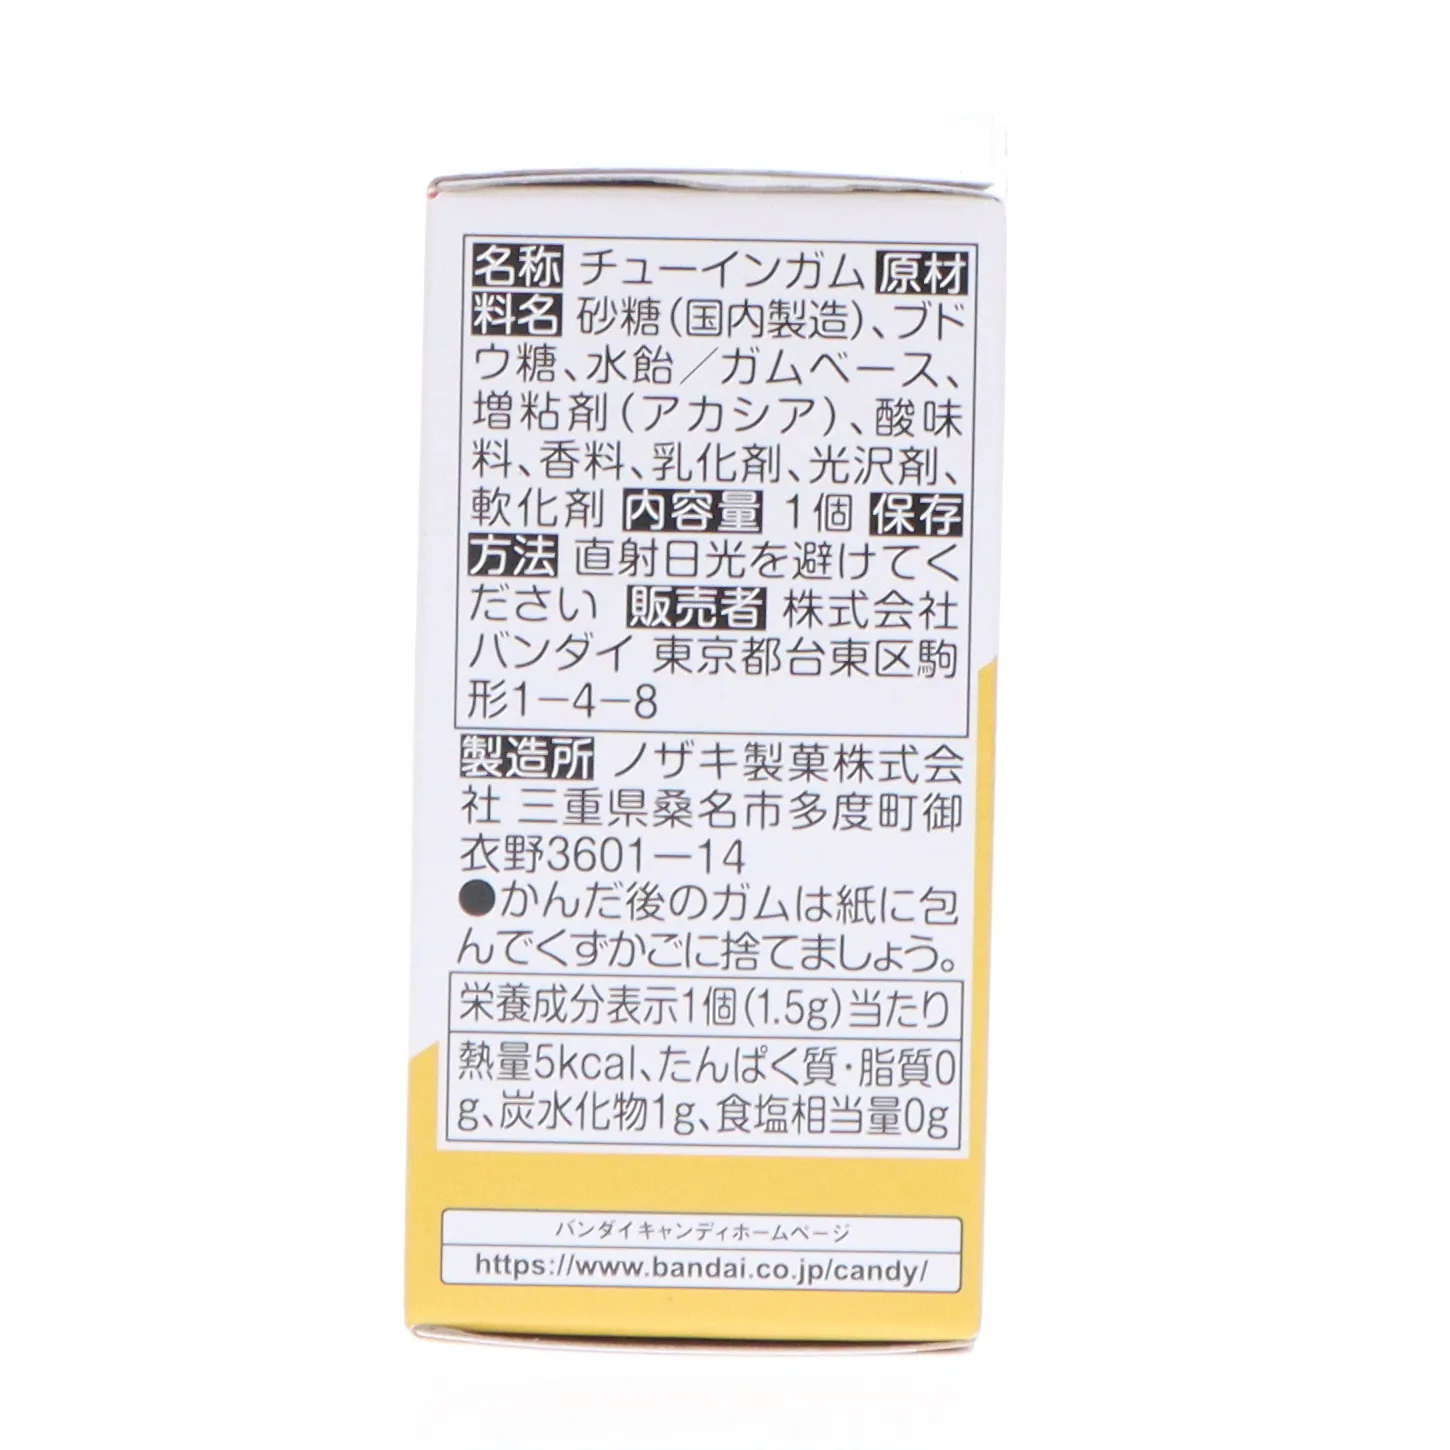 名称 チューインガム 原材
料名 砂糖(国内製造)、ブド
ウ糖、水飴／ガムベース、
増粘剤(アカシア)、酸味
料、香料、乳化剤、光沢剤、
軟化剤 内容量 1個 保存
方法 直射日光を避けてく
ださい 販売者 株式会社
バンダイ 東京都台東区駒
形1－4－8
製造所 ノザキ製菓株式会
社 三重県桑名市多度町御
衣野3601－14
●かんだ後のガムは紙に包
んでくずかごに捨てましょう。
栄養成分表示1個(1.5g)当たり
熱量5kcal、たんぱく質・脂質0
g、炭水化物1g、食塩相当量0g
バンダイキャンディホームページ
https://www.bandai.co.jp/candy/